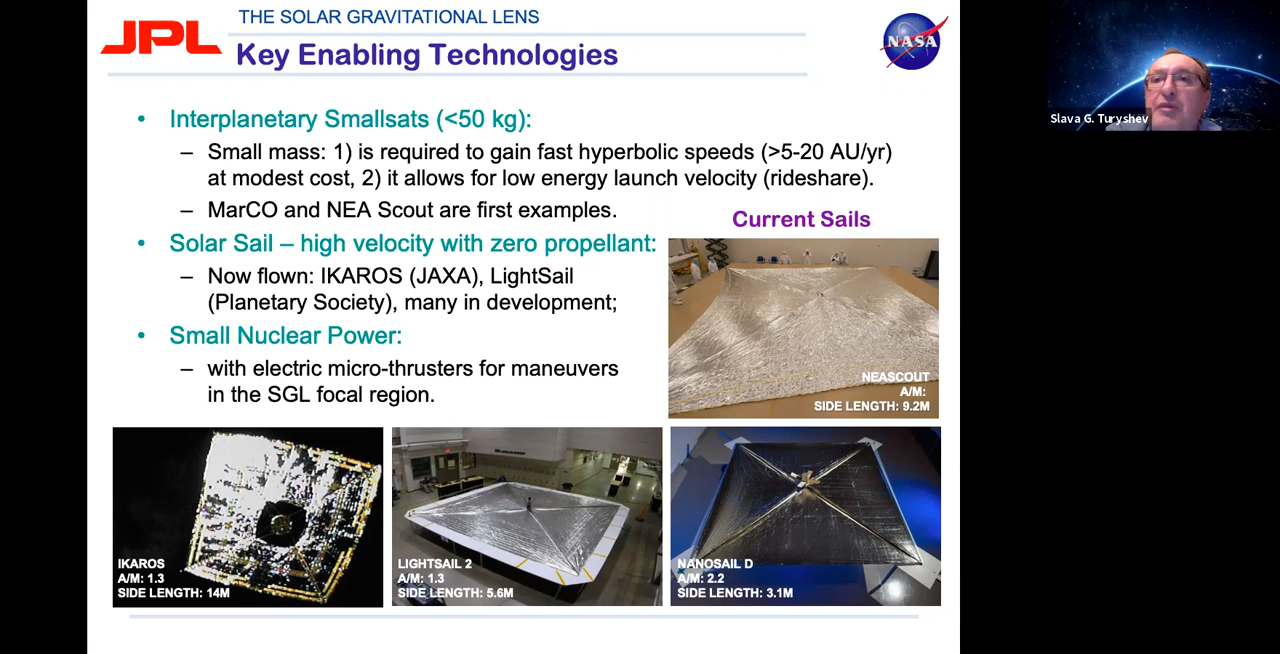 THE SOLAR GRAVITATIONAL LENS
JPL
Key Enabling Technologies
NASA
Slava G. Turyshev
• Interplanetary Smallsats (<50 kg):
– Small mass: 1) is required to gain fast hyperbolic speeds (>5-20 AU/yr)
at modest cost, 2) it allows for low energy launch velocity (rideshare).
– MarCO and NEA Scout are first examples.
Current Sails
• Solar Sail – high velocity with zero propellant:
– Now flown: IKAROS (JAXA), LightSail
(Planetary Society), many in development;
• Small Nuclear Power:
– with electric micro-thrusters for maneuvers
in the SGL focal region.
NEASCOUT
A/M:
SIDE LENGTH: 9.2M
IKAROS
A/M: 1.3
SIDE LENGTH: 14M
LIGHTSAIL 2
A/M: 1.3
SIDE LENGTH: 5.6M
NANOSAIL D
A/M: 2.2
SIDE LENGTH: 3.1M